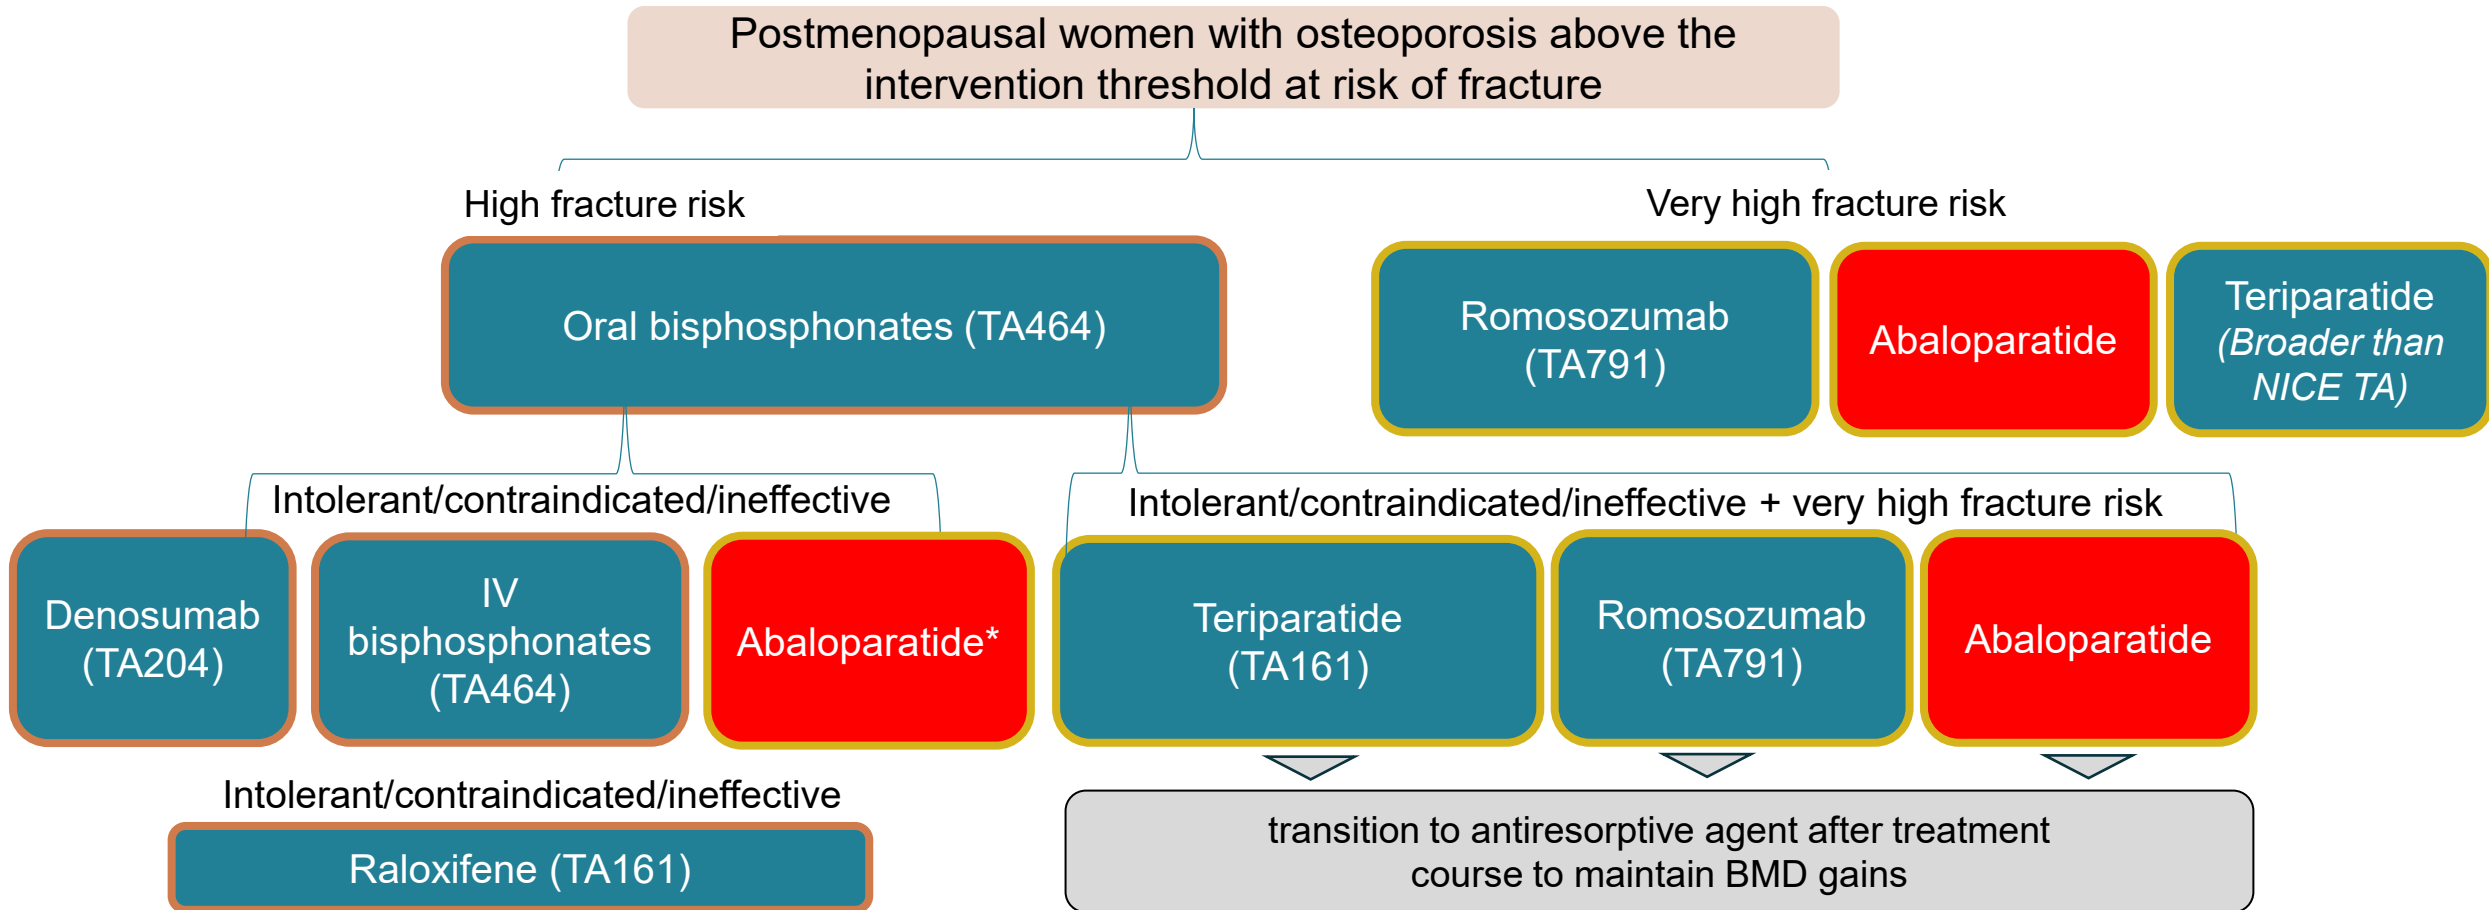 Postmenopausal women with osteoporosis above the
intervention threshold at risk of fracture
High fracture risk
Very high fracture risk
Oral bisphosphonates (TA464)
Romosozumab
(TA791)
Abaloparatide
Teriparatide
(Broader than
NICE TA)
Intolerant/contraindicated/ineffective
Intolerant/contraindicated/ineffective + very high fracture risk
Denosumab
(TA204)
IV
bisphosphonates
(TA464)
Abaloparatide*
Teriparatide
(TA161)
Romosozumab
(TA791)
Abaloparatide
Intolerant/contraindicated/ineffective
Raloxifene (TA161)
transition to antiresorptive agent after treatment
course to maintain BMD gains